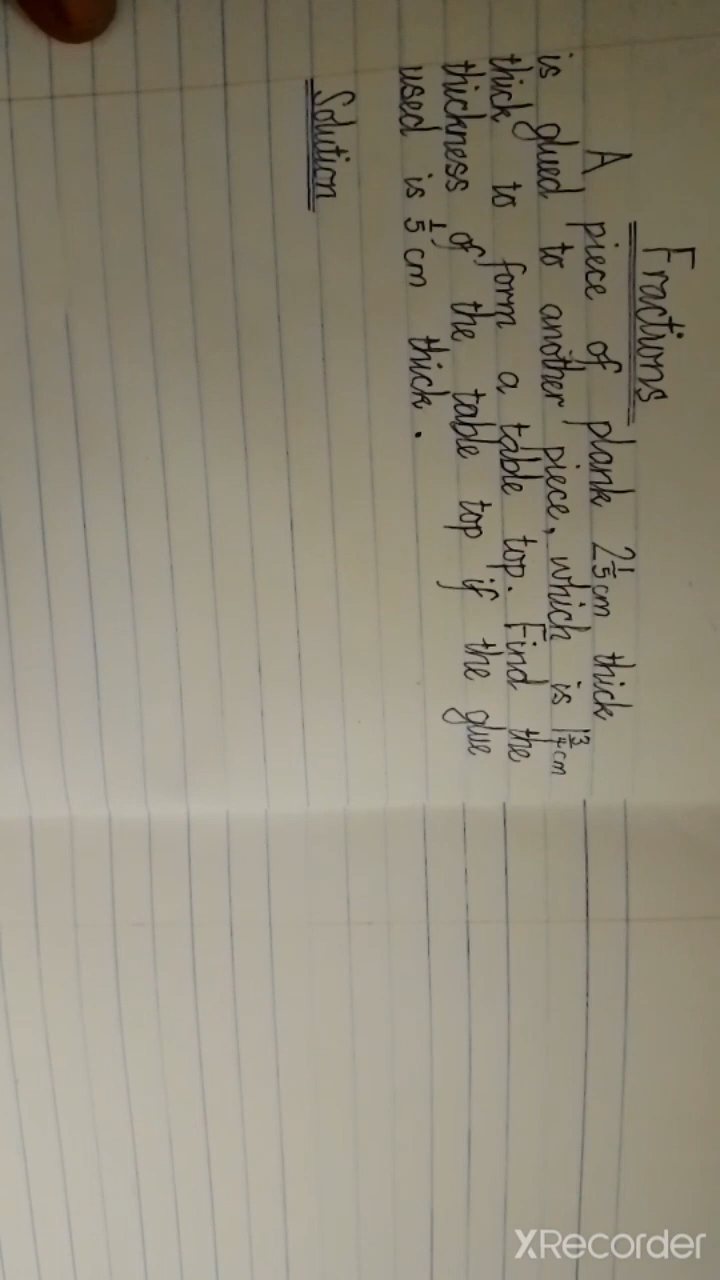 Fractions
A piece of plank 2 1/5 cm thick
is glued to another piece, which is 1 3/4 cm
thick to form a table top. Find the
thickness of the table top if the glue
used is 1/5 cm thick.
Solution
XRecorder